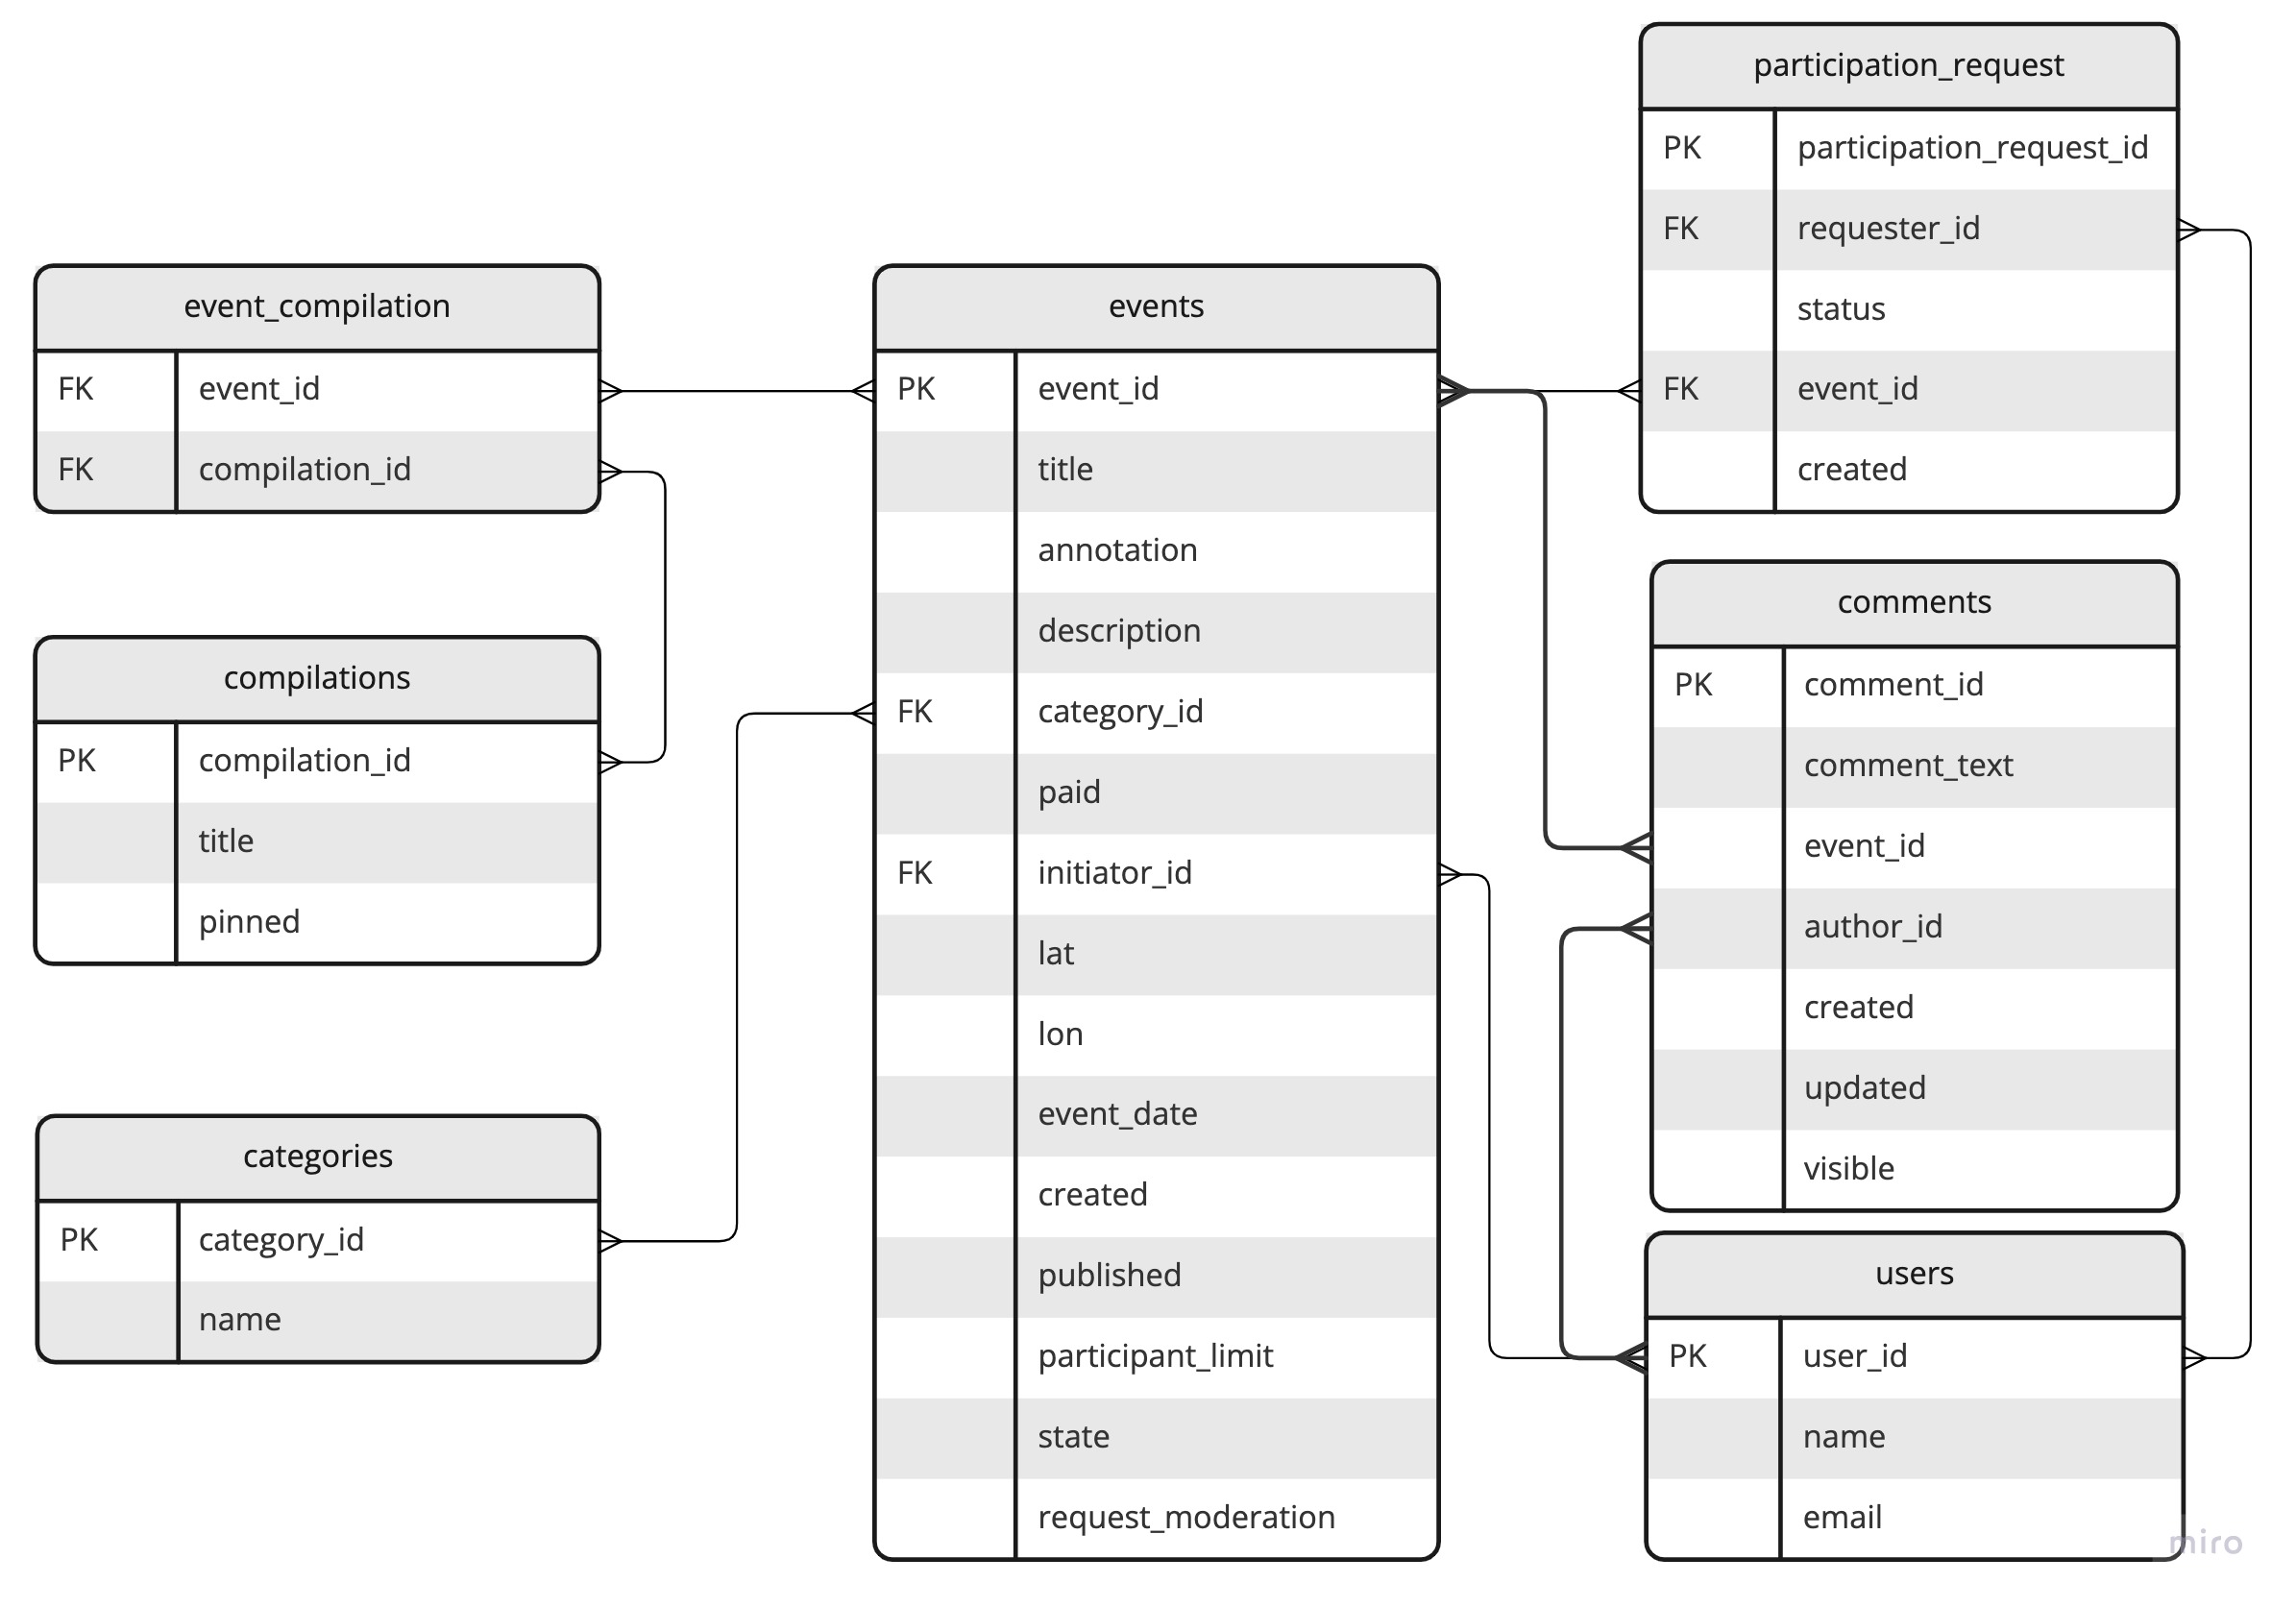 event_compilation
FK event_id
FK compilation_id
compilations
PK compilation_id
title
pinned
categories
PK category_id
name
events
PK event_id
title
annotation
description
FK category_id
paid
FK initiator_id
lat
lon
event_date
created
published
participant_limit
state
request_moderation
participation_request
PK participation_request_id
FK requester_id
status
FK event_id
created
comments
PK comment_id
comment_text
event_id
author_id
created
updated
visible
users
PK user_id
name
email
miro